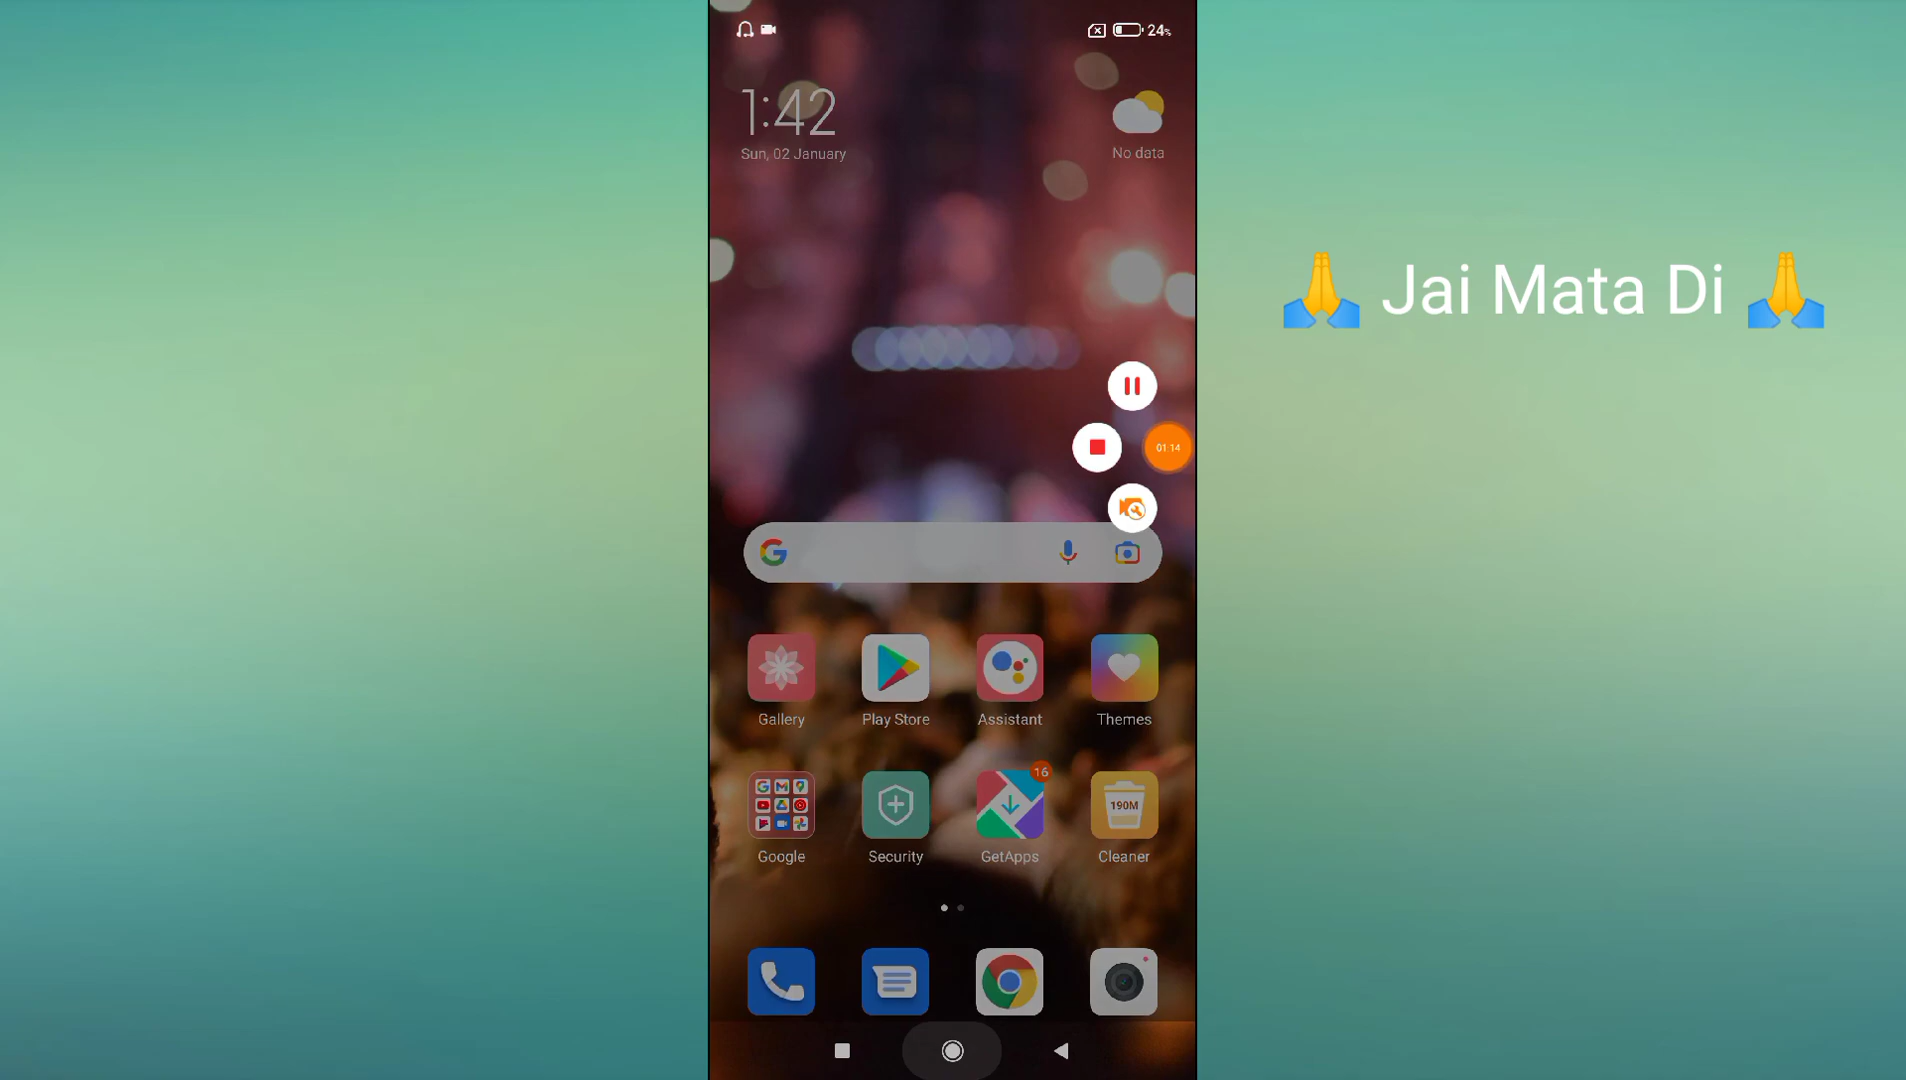 24%
1:42
Sun, 02 January
No data
🙏 Jai Mata Di 🙏
01:14
Gallery
Play Store
Assistant
Themes
16
190M
Google
Security
GetApps
Cleaner